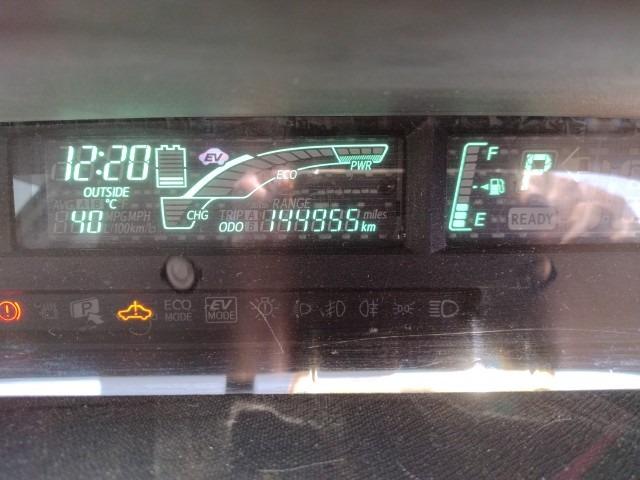 12:20 EV ECO PWR F P
OUTSIDE
°C
AVG A B E MPG MPH CHG TRIP A RANGE miles
40 L/100km/h ODO B 144955 km E READY
P ECO MODE EV MODE